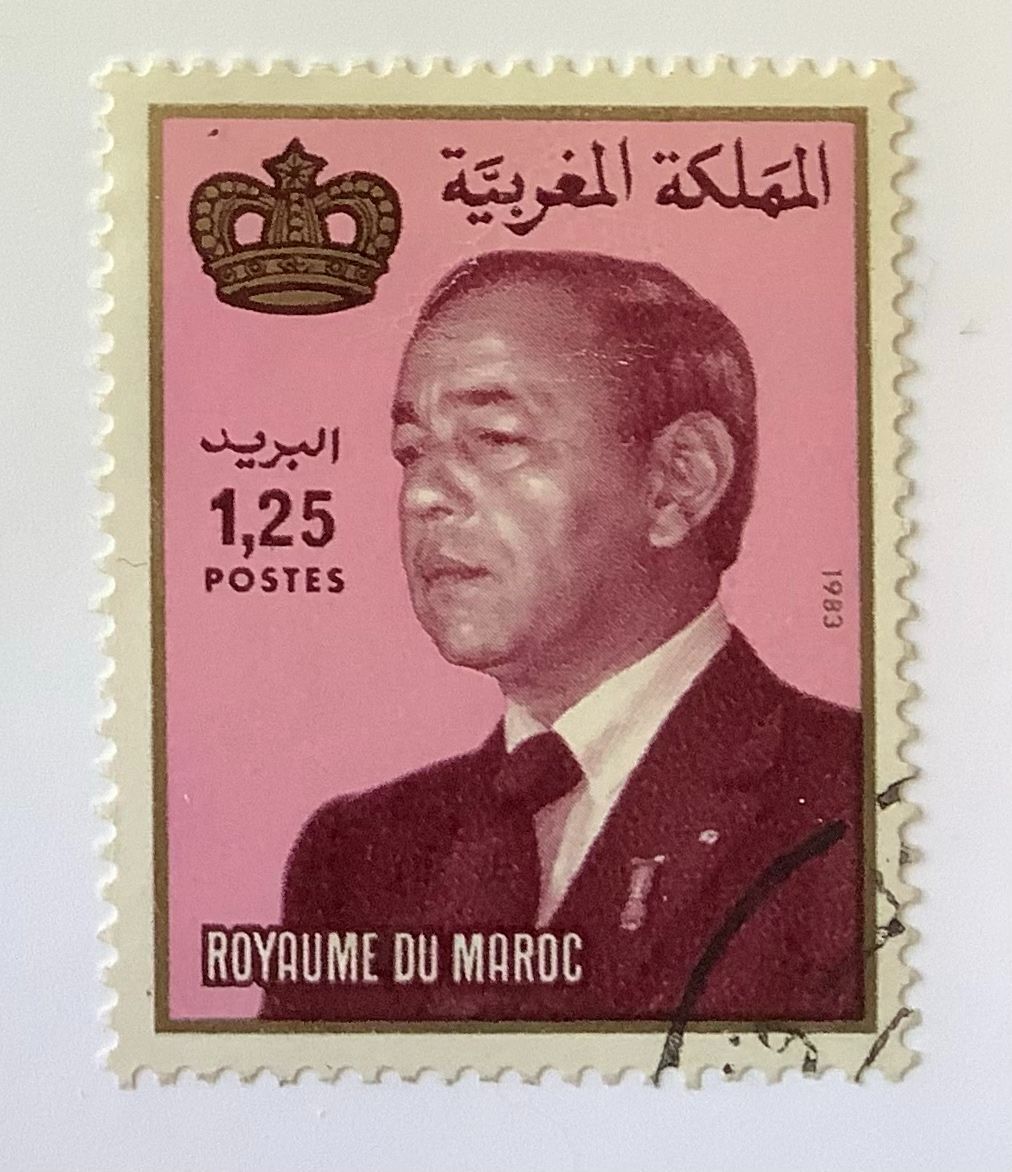 المملكة المغربية
البريد
1,25
POSTES
1983
ROYAUME DU MAROC